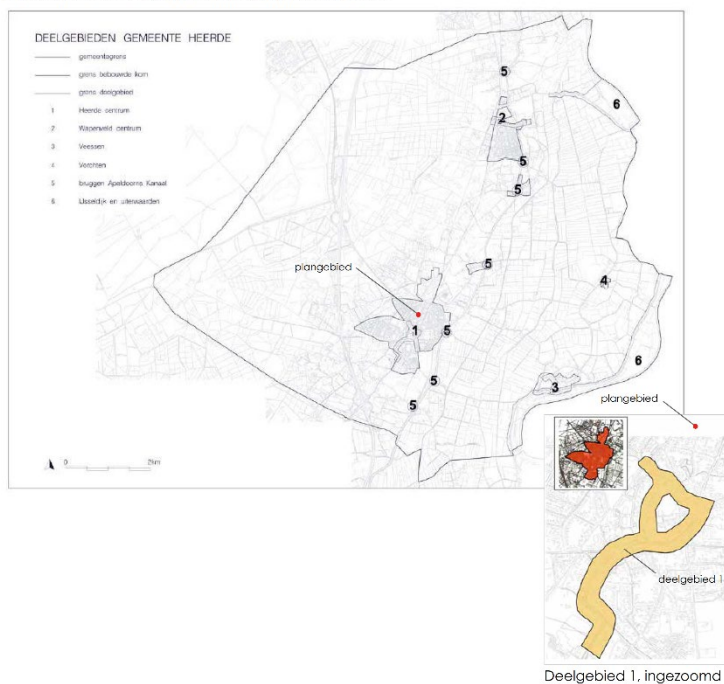 DEELGEBIEDEN GEMEENTE HEERDE
gemeentegrens
grens bebouwde kom
grens deelgebied
1 Heerde centrum
2 Wapenveld centrum
3 Veessen
4 Vorchten
5 bruggen Apeldoorns Kanaal
6 IJsseldijk en uiterwaarden
5
6
2
5
5
plangebied
5
4
1
5
6
5
3
5
plangebied
0 2km
deelgebied 1
Deelgebied 1, ingezoomd